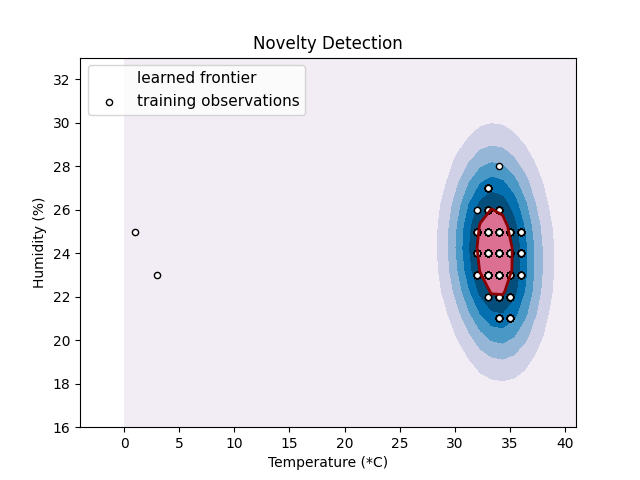 Novelty Detection
learned frontier
training observations
Humidity (%)
32
30
28
26
24
22
20
18
16
0 5 10 15 20 25 30 35 40
Temperature (*C)